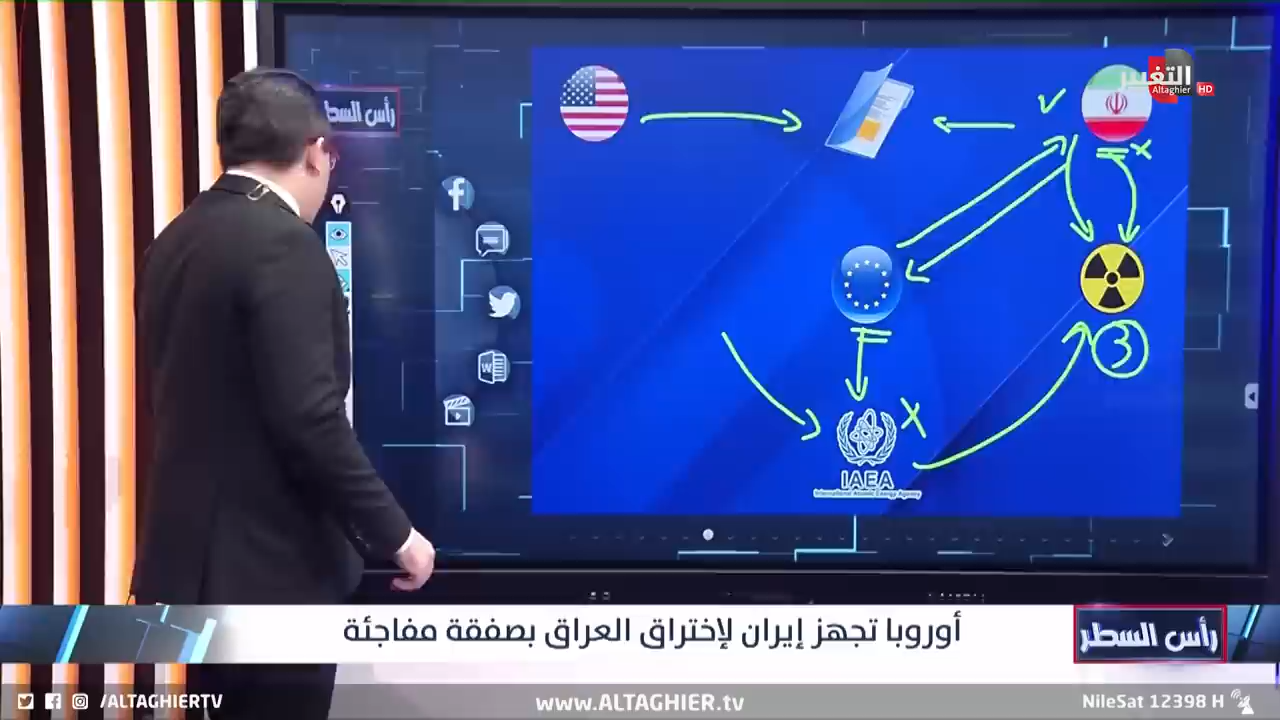 التغيير
Altaghier HD
رأس السطر
IAEA
International Atomic Energy Agency
3
أوروبا تجهز إيران لإختراق العراق بصفقة مفاجئة
رأس السطر
/ALTAGHIERTV
www.ALTAGHIER.tv
NileSat 12398 H